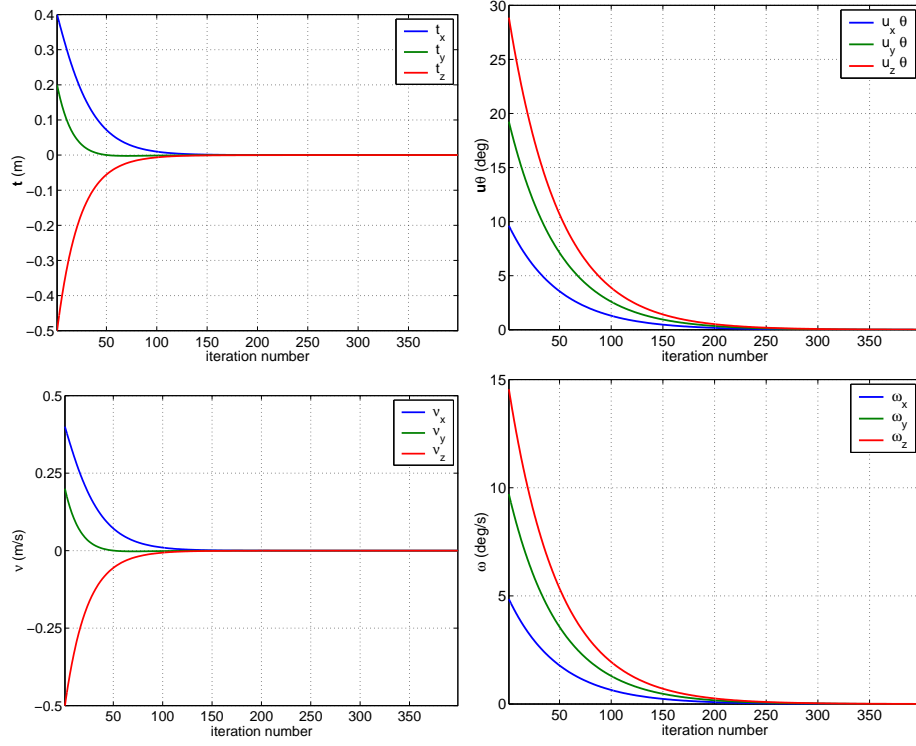 0.4
0.3
0.2
0.1
0
−0.1
−0.2
−0.3
0.4
−0.5
t (m)
50 100 150 200 250 300 350
iteration number
t_x
t_y
t_z
30
25
20
15
10
5
0
uθ (deg)
50 100 150 200 250 300 350
iteration number
u_x θ
u_y θ
u_z θ
0.5
0.25
0
−0.25
−0.5
ν (m/s)
50 100 150 200 250 300 350
iteration number
ν_x
ν_y
ν_z
15
10
5
0
ω (deg/s)
50 100 150 200 250 300 350
iteration number
ω_x
ω_y
ω_z